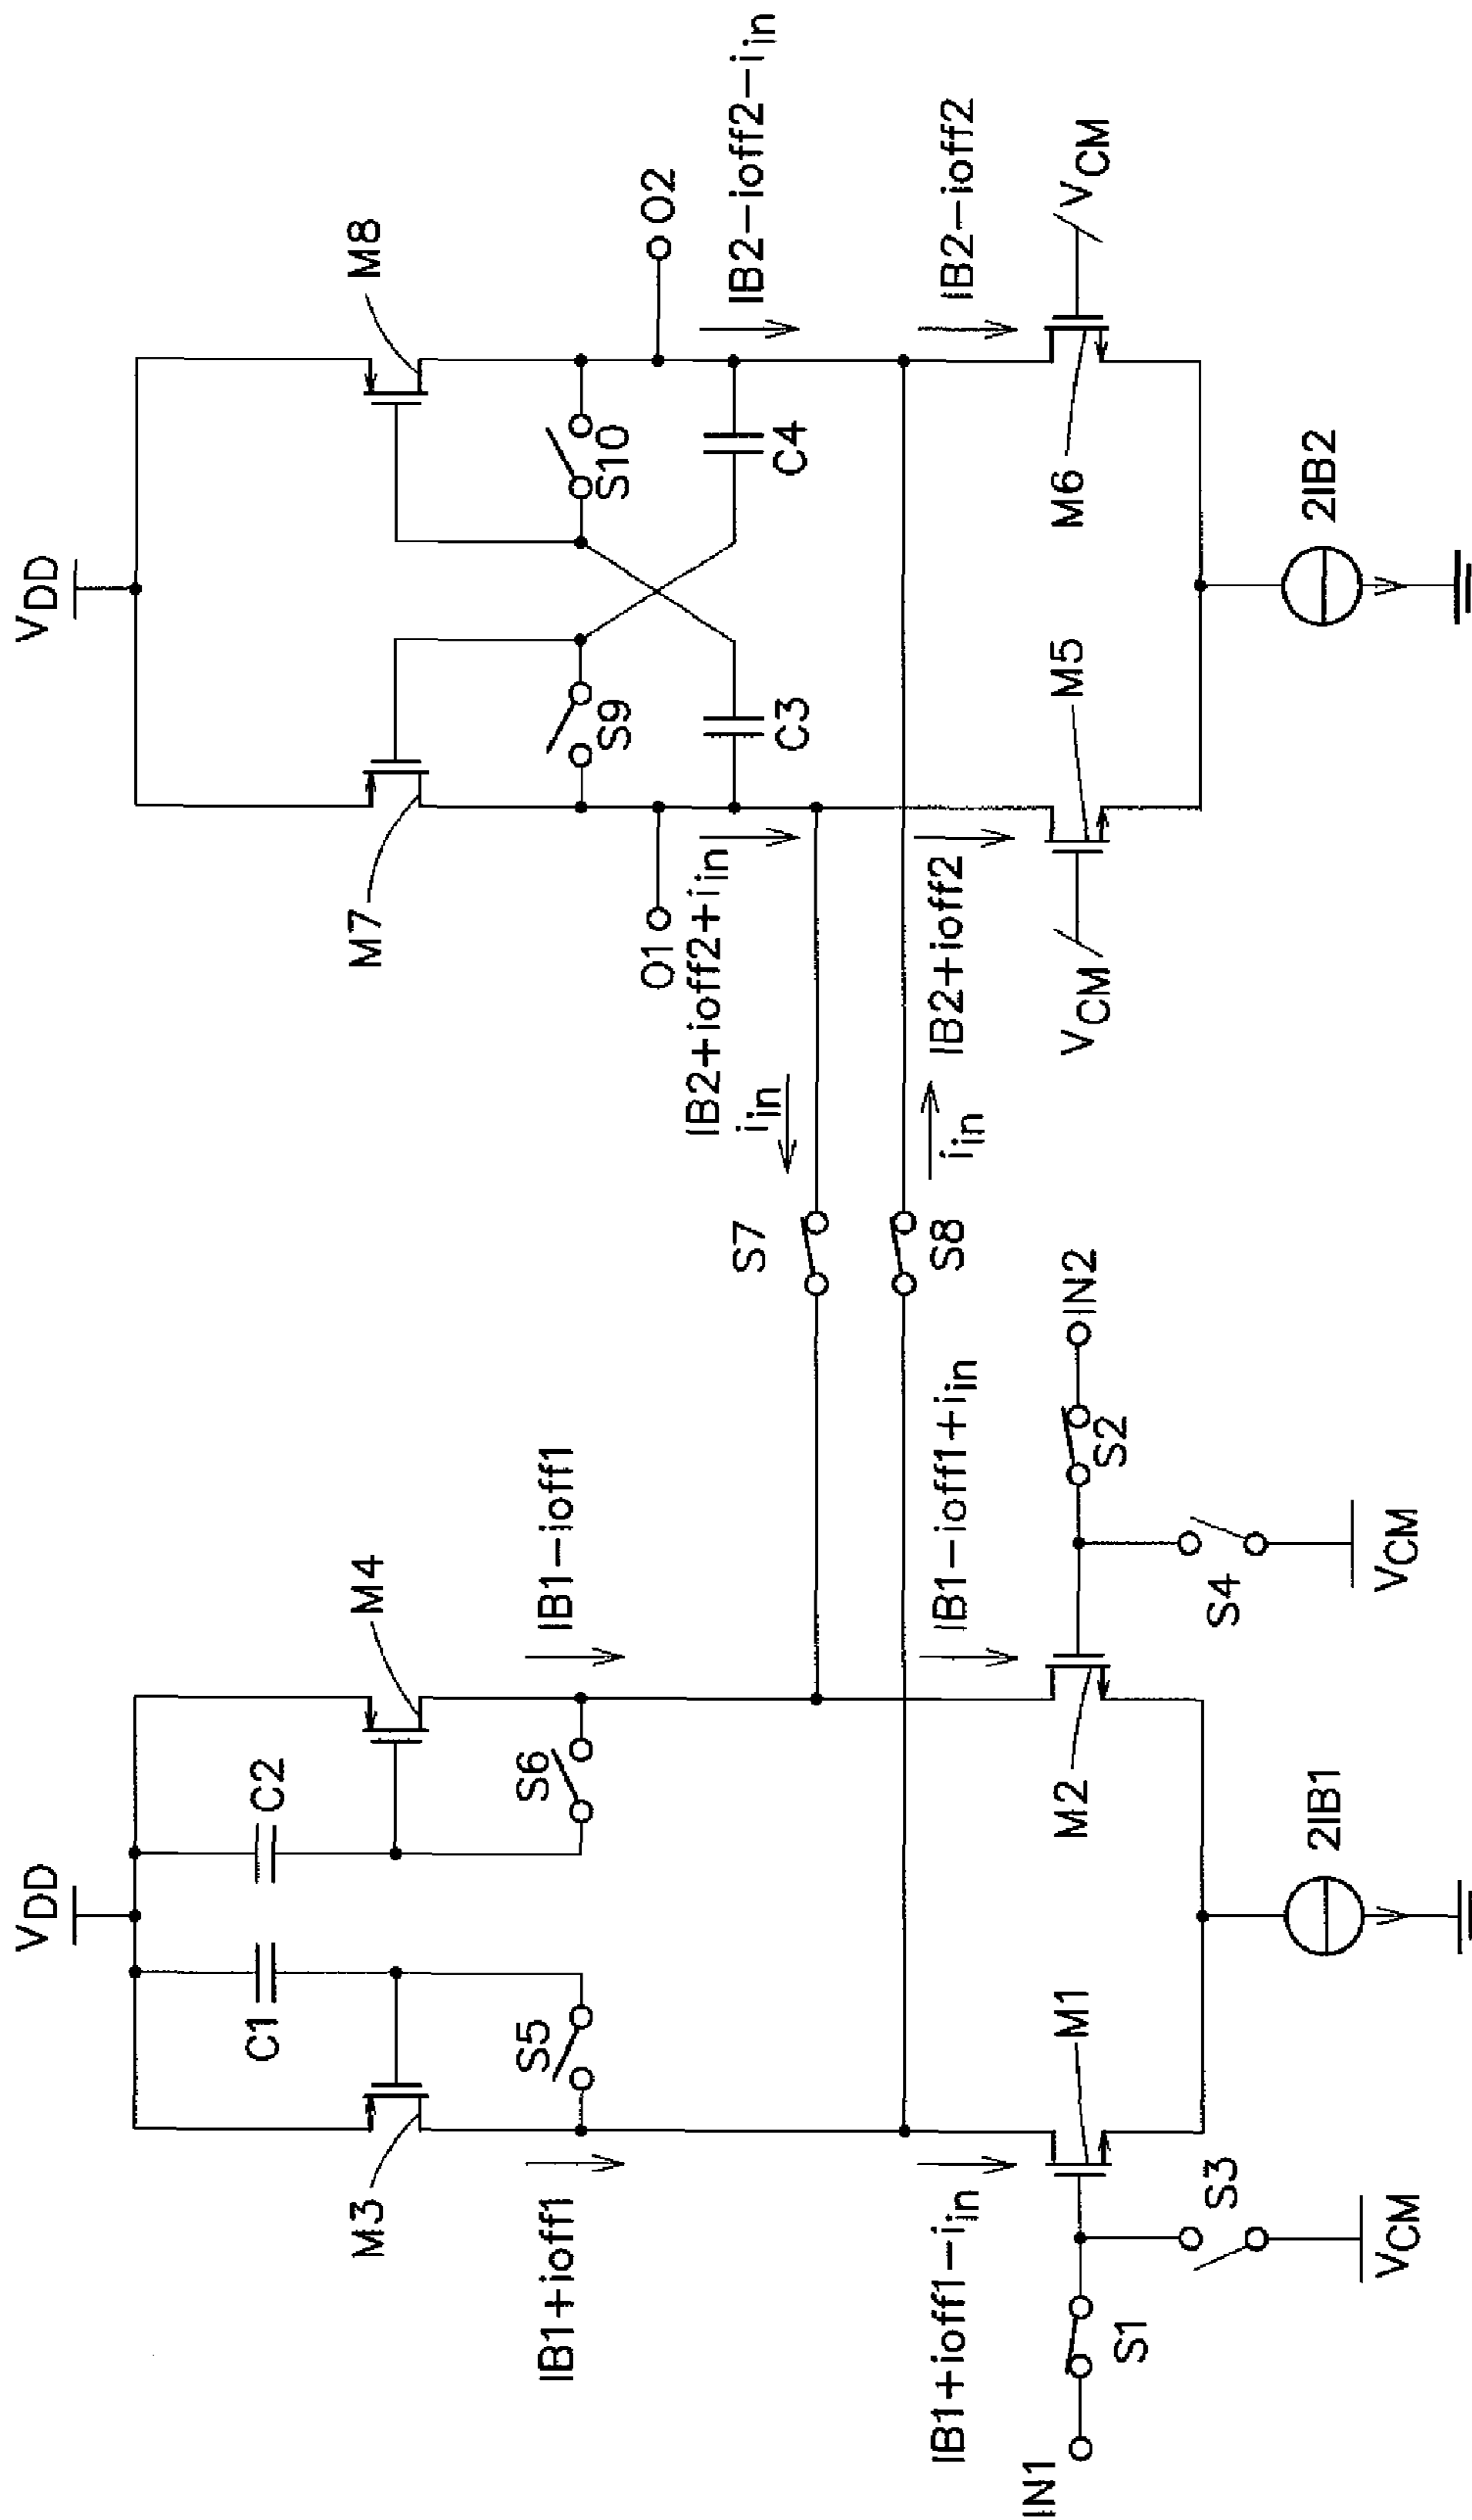 VDD
VDD
M8
M7
C1
C2
M4
M3
S5
S6
S9
S10
O1
O2
C3
C4
IB1+ioff1
IB1-ioff1
IB2+ioff2+iin
IB2-ioff2-iin
iin
S7
S8
iin
IB1+ioff1-iin
IB1-ioff1+iin
IB2+ioff2
IB2-ioff2
IN1
S1
M1
M2
S2
IN2
VCM
M5
M6
VCM
S3
S4
VCM
VCM
2IB1
2IB2